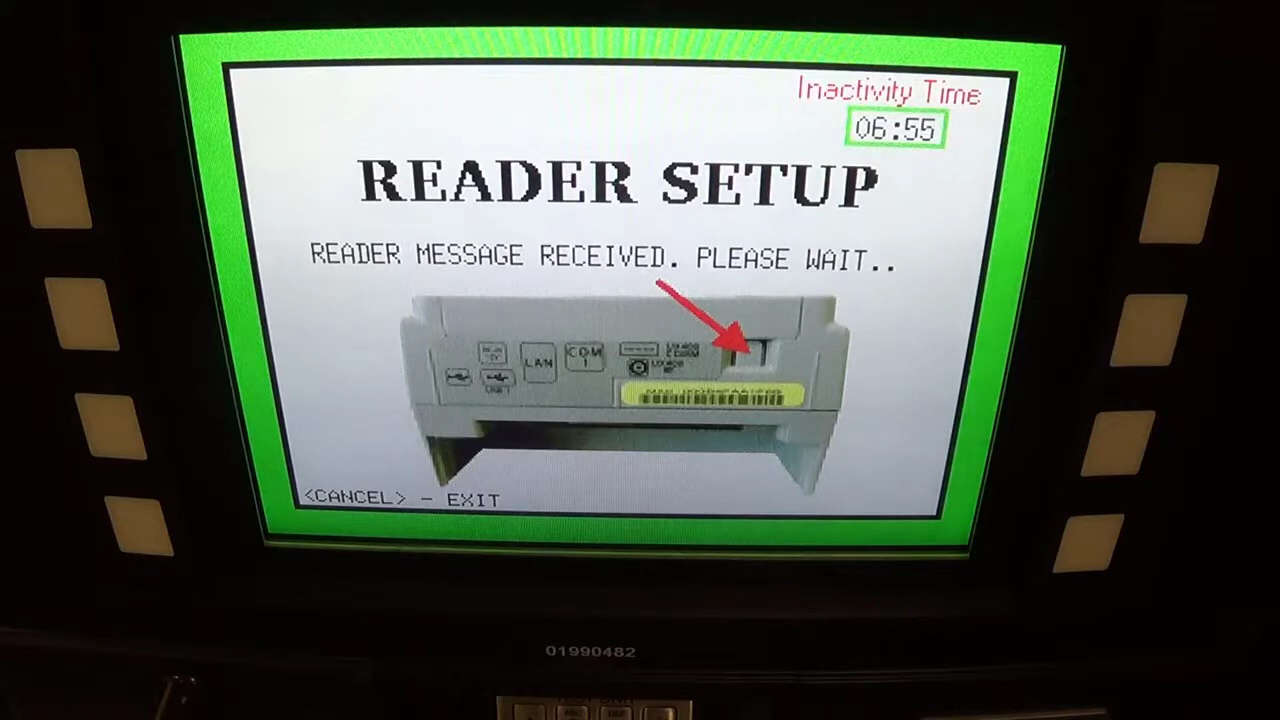 Inactivity Time
06:55
READER SETUP
READER MESSAGE RECEIVED. PLEASE WAIT..
LAN
COM
1
<CANCEL> - EXIT
01990482